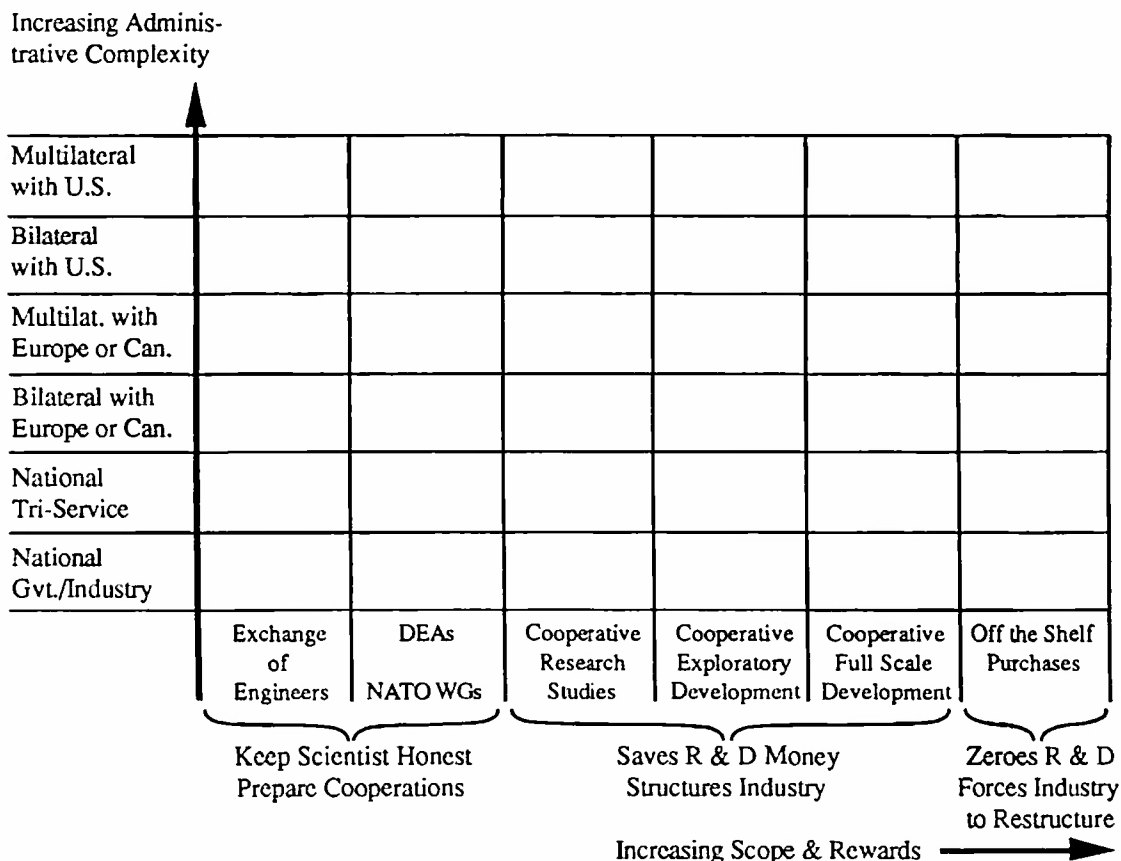 Increasing Adminis-
trative Complexity
Multilateral
with U.S.
Bilateral
with U.S.
Multilat. with
Europe or Can.
Bilateral with
Europe or Can.
National
Tri-Service
National
Gvt./Industry
Exchange
of
Engineers
DEAs
NATO WGs
Cooperative
Research
Studies
Cooperative
Exploratory
Development
Cooperative
Full Scale
Development
Off the Shelf
Purchases
Keep Scientist Honest
Prepare Cooperations
Saves R & D Money
Structures Industry
Zeroes R & D
Forces Industry
to Restructure
Increasing Scope & Rewards